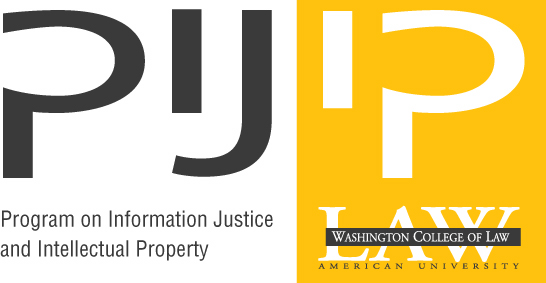 PIJIP
Program on Information Justice
and Intellectual Property
LAW
WASHINGTON COLLEGE OF LAW
AMERICAN UNIVERSITY